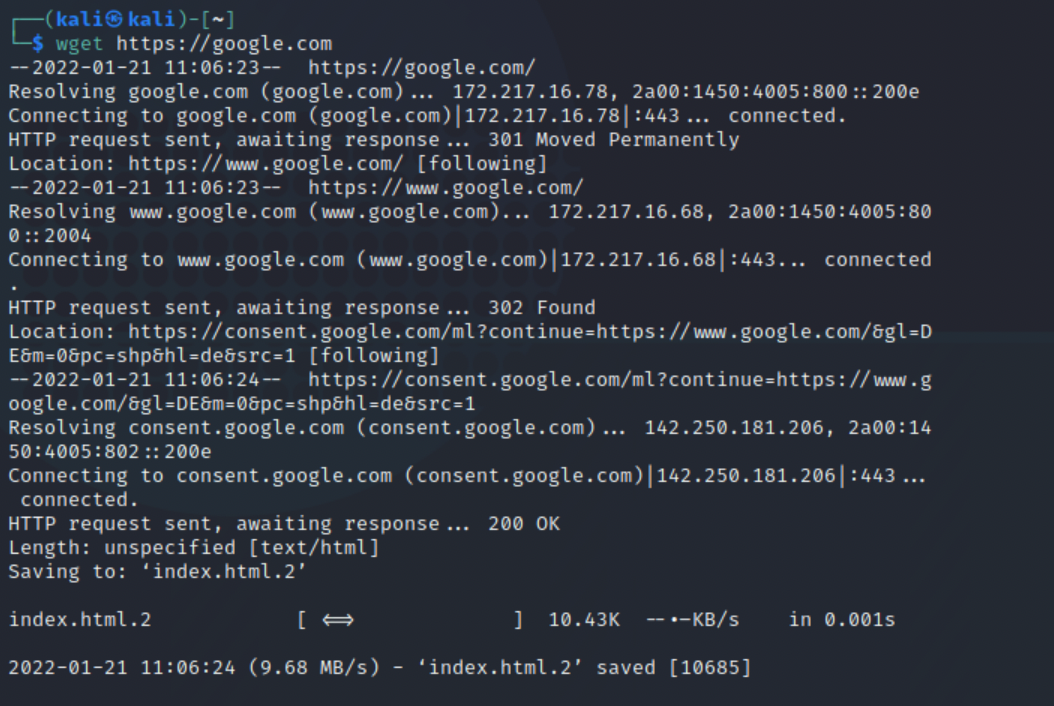 ┌──(kali㉿kali)-[~]
└─$ wget https://google.com
--2022-01-21 11:06:23--  https://google.com/
Resolving google.com (google.com)... 172.217.16.78, 2a00:1450:4005:800::200e
Connecting to google.com (google.com)|172.217.16.78|:443... connected.
HTTP request sent, awaiting response... 301 Moved Permanently
Location: https://www.google.com/ [following]
--2022-01-21 11:06:23--  https://www.google.com/
Resolving www.google.com (www.google.com)... 172.217.16.68, 2a00:1450:4005:80
0::2004
Connecting to www.google.com (www.google.com)|172.217.16.68|:443... connected
.
HTTP request sent, awaiting response... 302 Found
Location: https://consent.google.com/ml?continue=https://www.google.com/&gl=D
E&m=0&pc=shp&hl=de&src=1 [following]
--2022-01-21 11:06:24--  https://consent.google.com/ml?continue=https://www.g
oogle.com/&gl=DE&m=0&pc=shp&hl=de&src=1
Resolving consent.google.com (consent.google.com)... 142.250.181.206, 2a00:14
50:4005:802::200e
Connecting to consent.google.com (consent.google.com)|142.250.181.206|:443...
 connected.
HTTP request sent, awaiting response... 200 OK
Length: unspecified [text/html]
Saving to: ‘index.html.2’

index.html.2            [ <=>             ]  10.43K  --.-KB/s    in 0.001s

2022-01-21 11:06:24 (9.68 MB/s) - ‘index.html.2’ saved [10685]